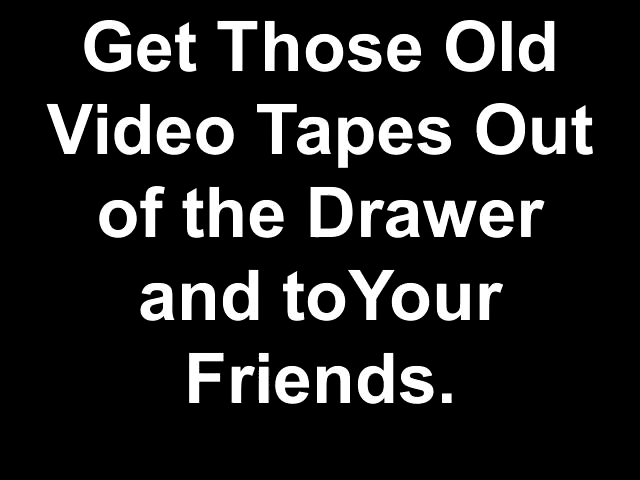 Get Those Old
Video Tapes Out
of the Drawer
and toYour
Friends.